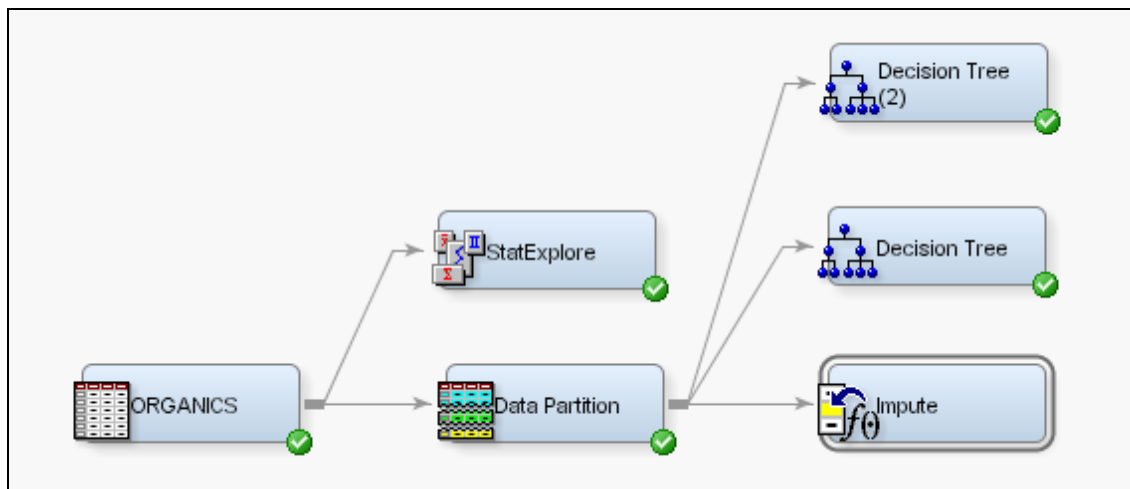 Decision Tree
(2)
StatExplore
Decision Tree
ORGANICS
Data Partition
Impute